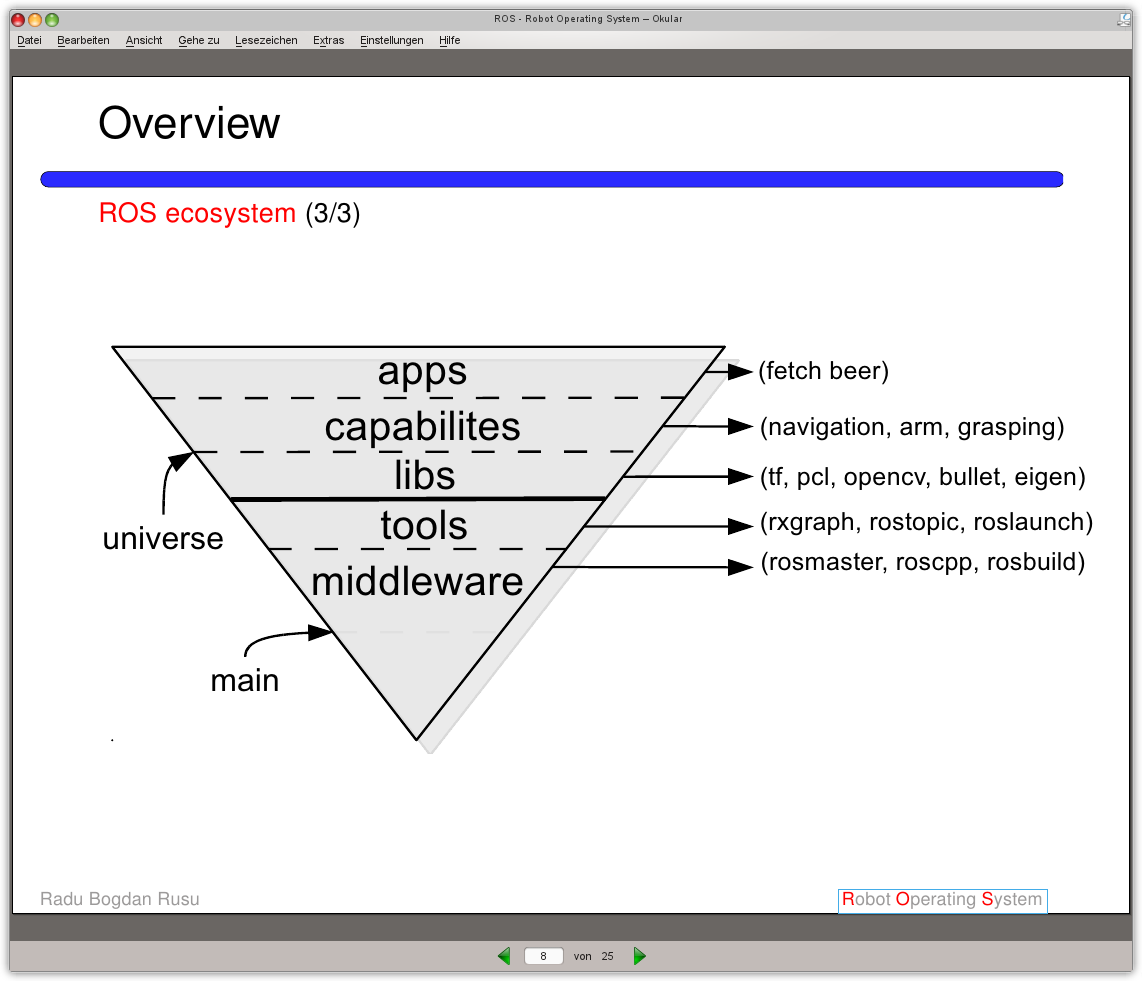 ROS - Robot Operating System – Okular
Datei Bearbeiten Ansicht Gehe zu Lesezeichen Extras Einstellungen Hilfe
Overview
ROS ecosystem (3/3)
apps
(fetch beer)
capabilites
(navigation, arm, grasping)
libs
(tf, pcl, opencv, bullet, eigen)
universe
tools
(rxgraph, rostopic, roslaunch)
middleware
(rosmaster, roscpp, rosbuild)
main
Radu Bogdan Rusu
Robot Operating System
8 von 25